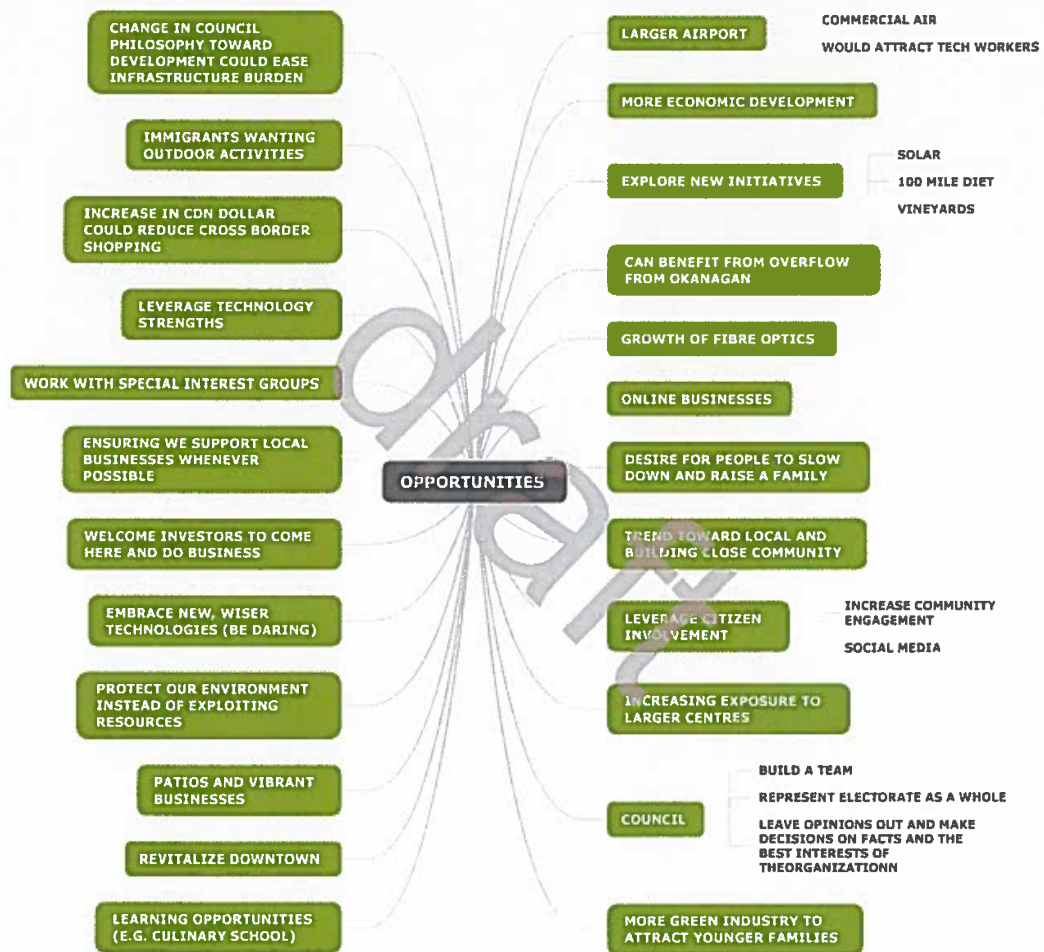 CHANGE IN COUNCIL
PHILOSOPHY TOWARD
DEVELOPMENT COULD EASE
INFRASTRUCTURE BURDEN
IMMIGRANTS WANTING
OUTDOOR ACTIVITIES
INCREASE IN CDN DOLLAR
COULD REDUCE CROSS BORDER
SHOPPING
LEVERAGE TECHNOLOGY
STRENGTHS
WORK WITH SPECIAL INTEREST GROUPS
ENSURING WE SUPPORT LOCAL
BUSINESSES WHENEVER
POSSIBLE
WELCOME INVESTORS TO COME
HERE AND DO BUSINESS
EMBRACE NEW, WISER
TECHNOLOGIES (BE DARING)
PROTECT OUR ENVIRONMENT
INSTEAD OF EXPLOITING
RESOURCES
PATIOS AND VIBRANT
BUSINESSES
REVITALIZE DOWNTOWN
LEARNING OPPORTUNITIES
(E.G. CULINARY SCHOOL)
OPPORTUNITIES
draft
LARGER AIRPORT
COMMERCIAL AIR
WOULD ATTRACT TECH WORKERS
MORE ECONOMIC DEVELOPMENT
EXPLORE NEW INITIATIVES
SOLAR
100 MILE DIET
VINEYARDS
CAN BENEFIT FROM OVERFLOW
FROM OKANAGAN
GROWTH OF FIBRE OPTICS
ONLINE BUSINESSES
DESIRE FOR PEOPLE TO SLOW
DOWN AND RAISE A FAMILY
TREND TOWARD LOCAL AND
BUILDING CLOSE COMMUNITY
LEVERAGE CITIZEN
INVOLVEMENT
INCREASE COMMUNITY
ENGAGEMENT
SOCIAL MEDIA
INCREASING EXPOSURE TO
LARGER CENTRES
COUNCIL
BUILD A TEAM
REPRESENT ELECTORATE AS A WHOLE
LEAVE OPINIONS OUT AND MAKE
DECISIONS ON FACTS AND THE
BEST INTERESTS OF
THEORGANIZATIONN
MORE GREEN INDUSTRY TO
ATTRACT YOUNGER FAMILIES